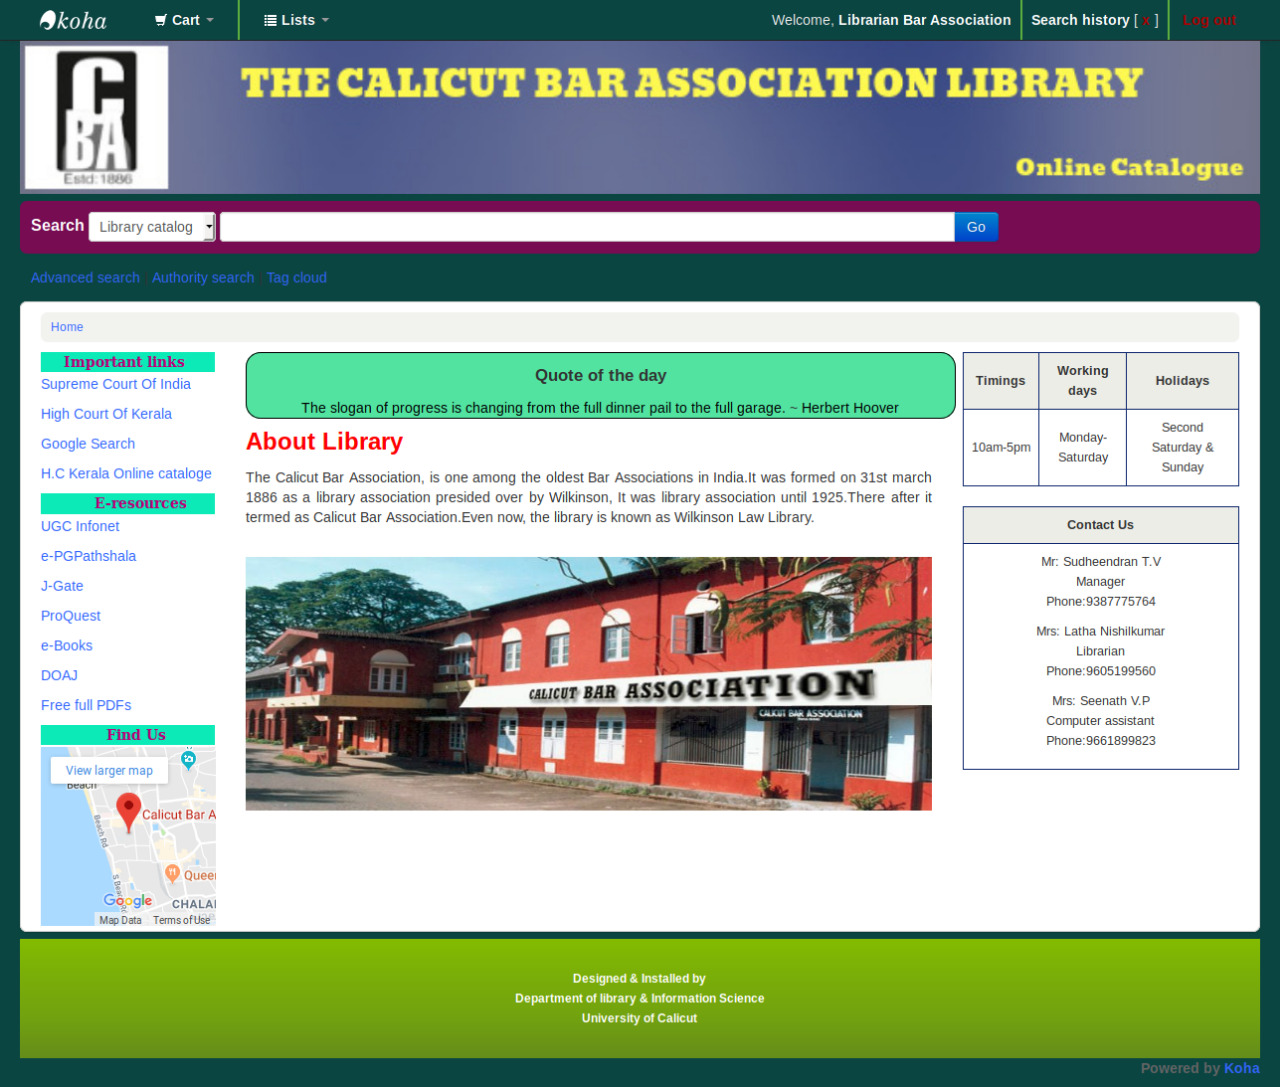 koha Cart Lists Welcome, Librarian Bar Association Search history [ x ] Log out
CBA
Estd:1886
THE CALICUT BAR ASSOCIATION LIBRARY
Online Catalogue
Search Library catalog Go
Advanced search Authority search Tag cloud
Home
Important links
Supreme Court Of India
High Court Of Kerala
Google Search
H.C Kerala Online cataloge
E-resources
UGC Infonet
e-PGPathshala
J-Gate
ProQuest
e-Books
DOAJ
Free full PDFs
Find Us
View larger map
Beach
Calicut Bar A
Beach Rd
S Beach Rd
Queen
CHALA
Google
Map Data Terms of Use
Quote of the day
The slogan of progress is changing from the full dinner pail to the full garage. ~ Herbert Hoover
About Library
The Calicut Bar Association, is one among the oldest Bar Associations in India.It was formed on 31st march
1886 as a library association presided over by Wilkinson, It was library association until 1925.There after it
termed as Calicut Bar Association.Even now, the library is known as Wilkinson Law Library.
CALICUT BAR ASSOCIATION
CALICUT BAR ASSOCIATION
Timings Working days Holidays
10am-5pm Monday-Saturday Second Saturday & Sunday
Contact Us
Mr: Sudheendran T.V
Manager
Phone:9387775764
Mrs: Latha Nishilkumar
Librarian
Phone:9605199560
Mrs: Seenath V.P
Computer assistant
Phone:9661899823
Designed & Installed by
Department of library & Information Science
University of Calicut
Powered by Koha